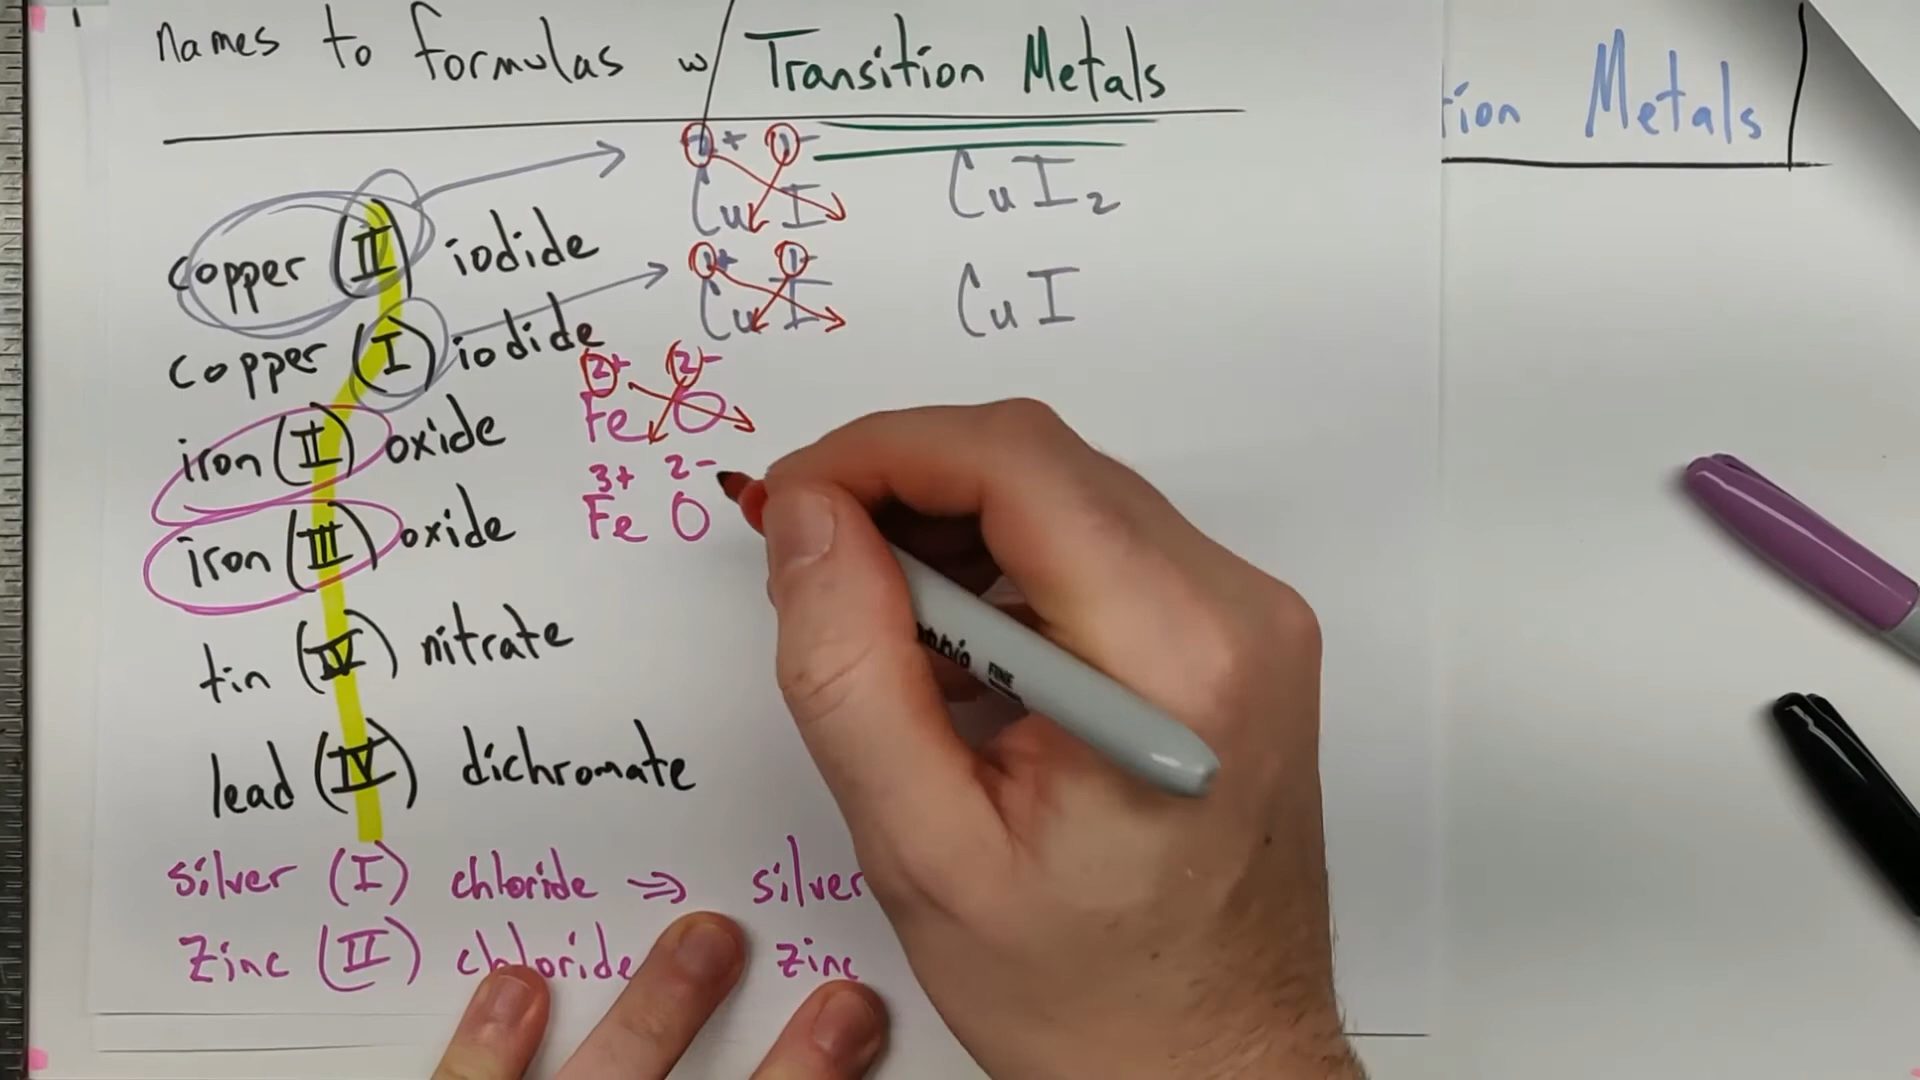 names to formulas w/ Transition Metals
tion Metals
copper (II) iodide
2+ 1-
Cu I
CuI₂
copper (I) iodide
1+ 1-
Cu I
CuI
iron (II) oxide
2+ 2-
Fe O
iron (III) oxide
3+ 2-
Fe O
tin (IV) nitrate
lead (IV) dichromate
silver (I) chloride ⇒ silver
Zinc (II) chloride zinc
FINE